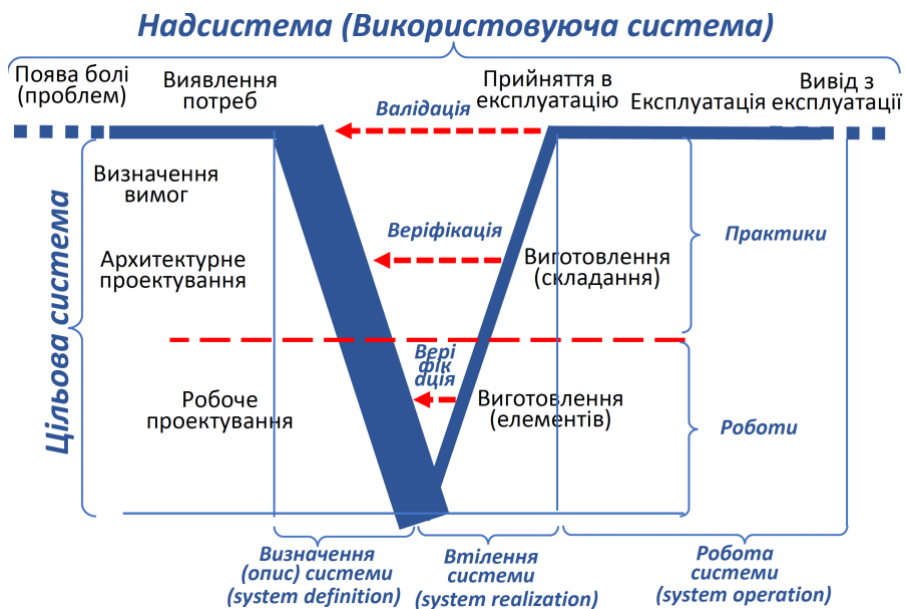 Надсистема (Використовуюча система)
Поява болі
(проблем)
Виявлення
потреб
Прийняття в
експлуатацію
Експлуатація
Вивід з
експлуатації
Валідація
Визначення
вимог
Цільова система
Веріфікація
Архитектурне
проектування
Виготовлення
(складання)
Практики
Вері
фік
ація
Робоче
проектування
Виготовлення
(елементів)
Роботи
Визначення
(опис) системи
(system definition)
Втілення
системи
(system realization)
Робота
системи
(system operation)